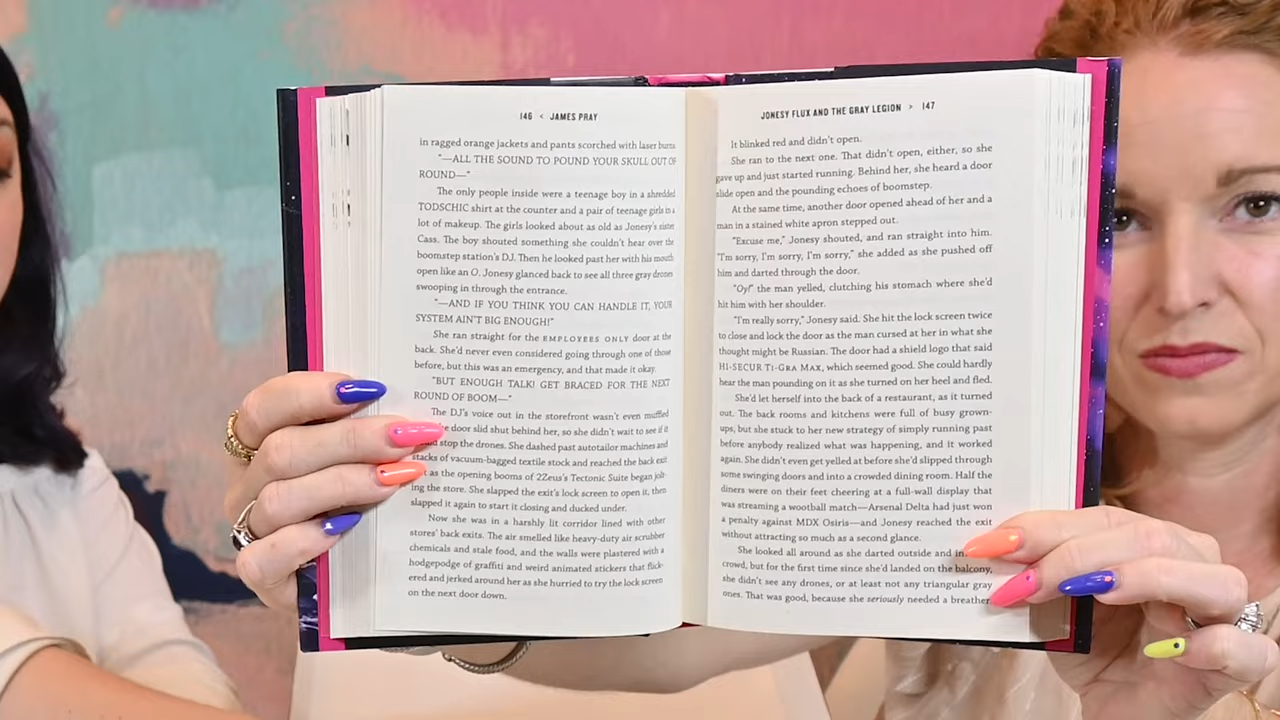 146 < JAMES PRAY
in ragged orange jackets and pants scorched with laser burns
"—ALL THE SOUND TO POUND YOUR SKULL OUT OF
ROUND—"
The only people inside were a teenage boy in a shredded
TODSCHIC shirt at the counter and a pair of teenage girls in a
lot of makeup. The girls looked about as old as Jonesy's sister
Cass. The boy shouted something she couldn't hear over the
boomstep station's DJ. Then he looked past her with his mouth
open like an O. Jonesy glanced back to see all three gray drones
swooping in through the entrance.
"—AND IF YOU THINK YOU CAN HANDLE IT, YOUR
SYSTEM AIN'T BIG ENOUGH!"
She ran straight for the EMPLOYEES ONLY door at the
back. She'd never even considered going through one of those
before, but this was an emergency, and that made it okay.
"BUT ENOUGH TALK! GET BRACED FOR THE NEXT
ROUND OF BOOM—"
The DJ's voice out in the storefront wasn't even muffled
door slid shut behind her, so she didn't wait to see if it
stop the drones. She dashed past autotailor machines and
stacks of vacuum-bagged textile stock and reached the back exit
as the opening booms of 2Zeus's Tectonic Suite began jolt-
ing the store. She slapped the exit's lock screen to open it, then
slapped it again to start it closing and ducked under.
Now she was in a harshly lit corridor lined with other
stores' back exits. The air smelled like heavy-duty air scrubber
chemicals and stale food, and the walls were plastered with a
hodgepodge of graffiti and weird animated stickers that flick-
ered and jerked around her as she hurried to try the lock screen
on the next door down.
JONESY FLUX AND THE GRAY LEGION > 147
It blinked red and didn't open.
She ran to the next one. That didn't open, either, so she
gave up and just started running. Behind her, she heard a door
slide open and the pounding echoes of boomstep.
At the same time, another door opened ahead of her and a
man in a stained white apron stepped out.
"Excuse me," Jonesy shouted, and ran straight into him.
"I'm sorry, I'm sorry, I'm sorry," she added as she pushed off
him and darted through the door.
"Oy!" the man yelled, clutching his stomach where she'd
hit him with her shoulder.
"I'm really sorry," Jonesy said. She hit the lock screen twice
to close and lock the door as the man cursed at her in what she
thought might be Russian. The door had a shield logo that said
HI-SECUR TI-GRA MAX, which seemed good. She could hardly
hear the man pounding on it as she turned on her heel and fled.
She'd let herself into the back of a restaurant, as it turned
out. The back rooms and kitchens were full of busy grown-
ups, but she stuck to her new strategy of simply running past
before anybody realized what was happening, and it worked
again. She didn't even get yelled at before she'd slipped through
some swinging doors and into a crowded dining room. Half the
diners were on their feet cheering at a full-wall display that
was streaming a wootball match—Arsenal Delta had just won
a penalty against MDX Osiris—and Jonesy reached the exit
without attracting so much as a second glance.
She looked all around as she darted outside and in
crowd, but for the first time since she'd landed on the balcony,
she didn't see any drones, or at least not any triangular gray
ones. That was good, because she seriously needed a breather